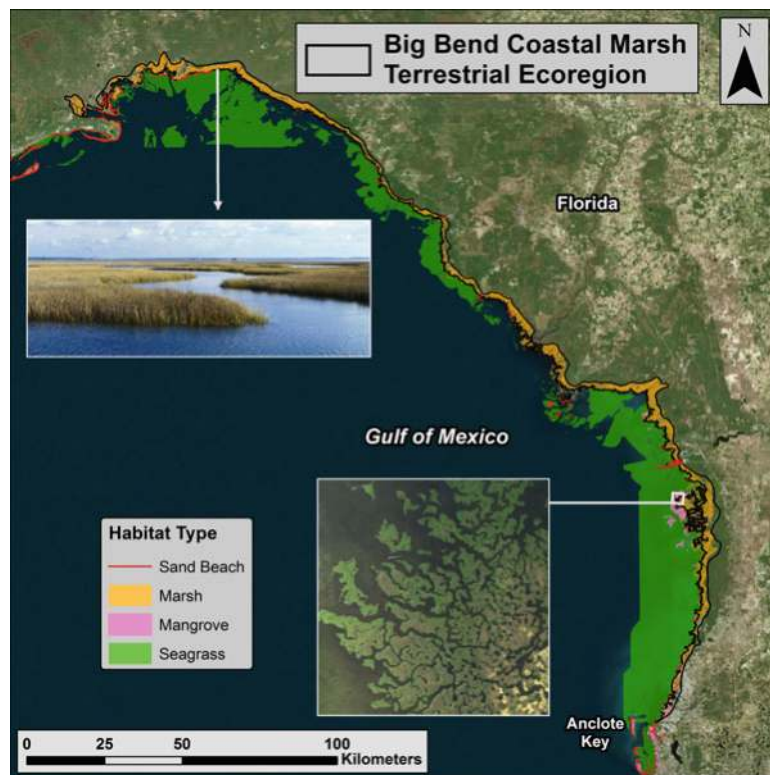 Big Bend Coastal Marsh
Terrestrial Ecoregion
N
Florida
Gulf of Mexico
Habitat Type
Sand Beach
Marsh
Mangrove
Seagrass
Anclote
Key
0 25 50 100
Kilometers